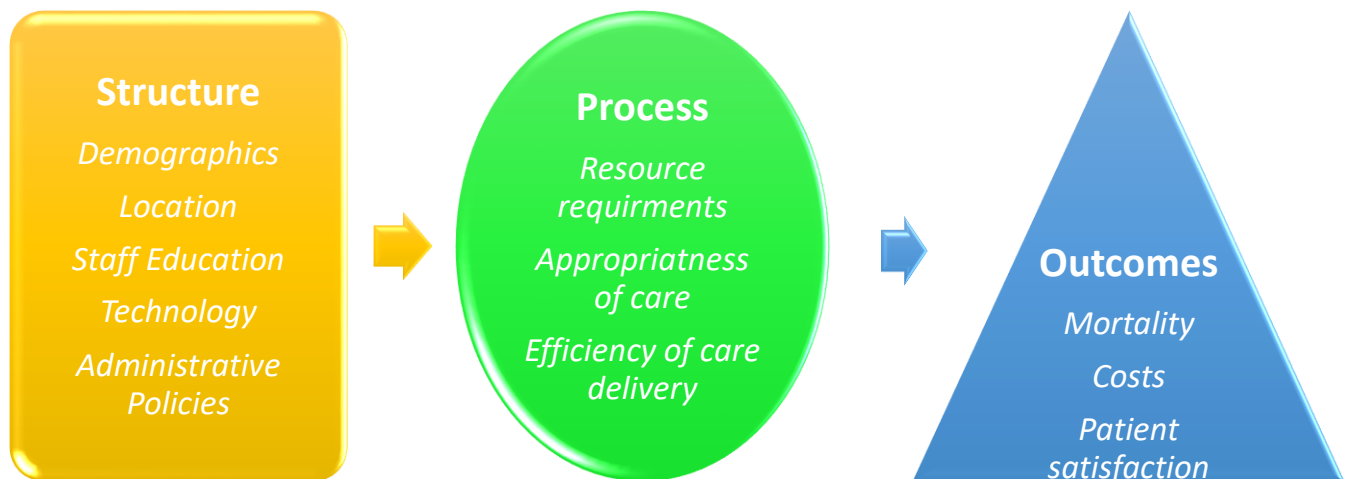 Structure
Demographics
Location
Staff Education
Technology
Administrative
Policies
Process
Resource
requirments
Appropriatness
of care
Efficiency of care
delivery
Outcomes
Mortality
Costs
Patient
satisfaction